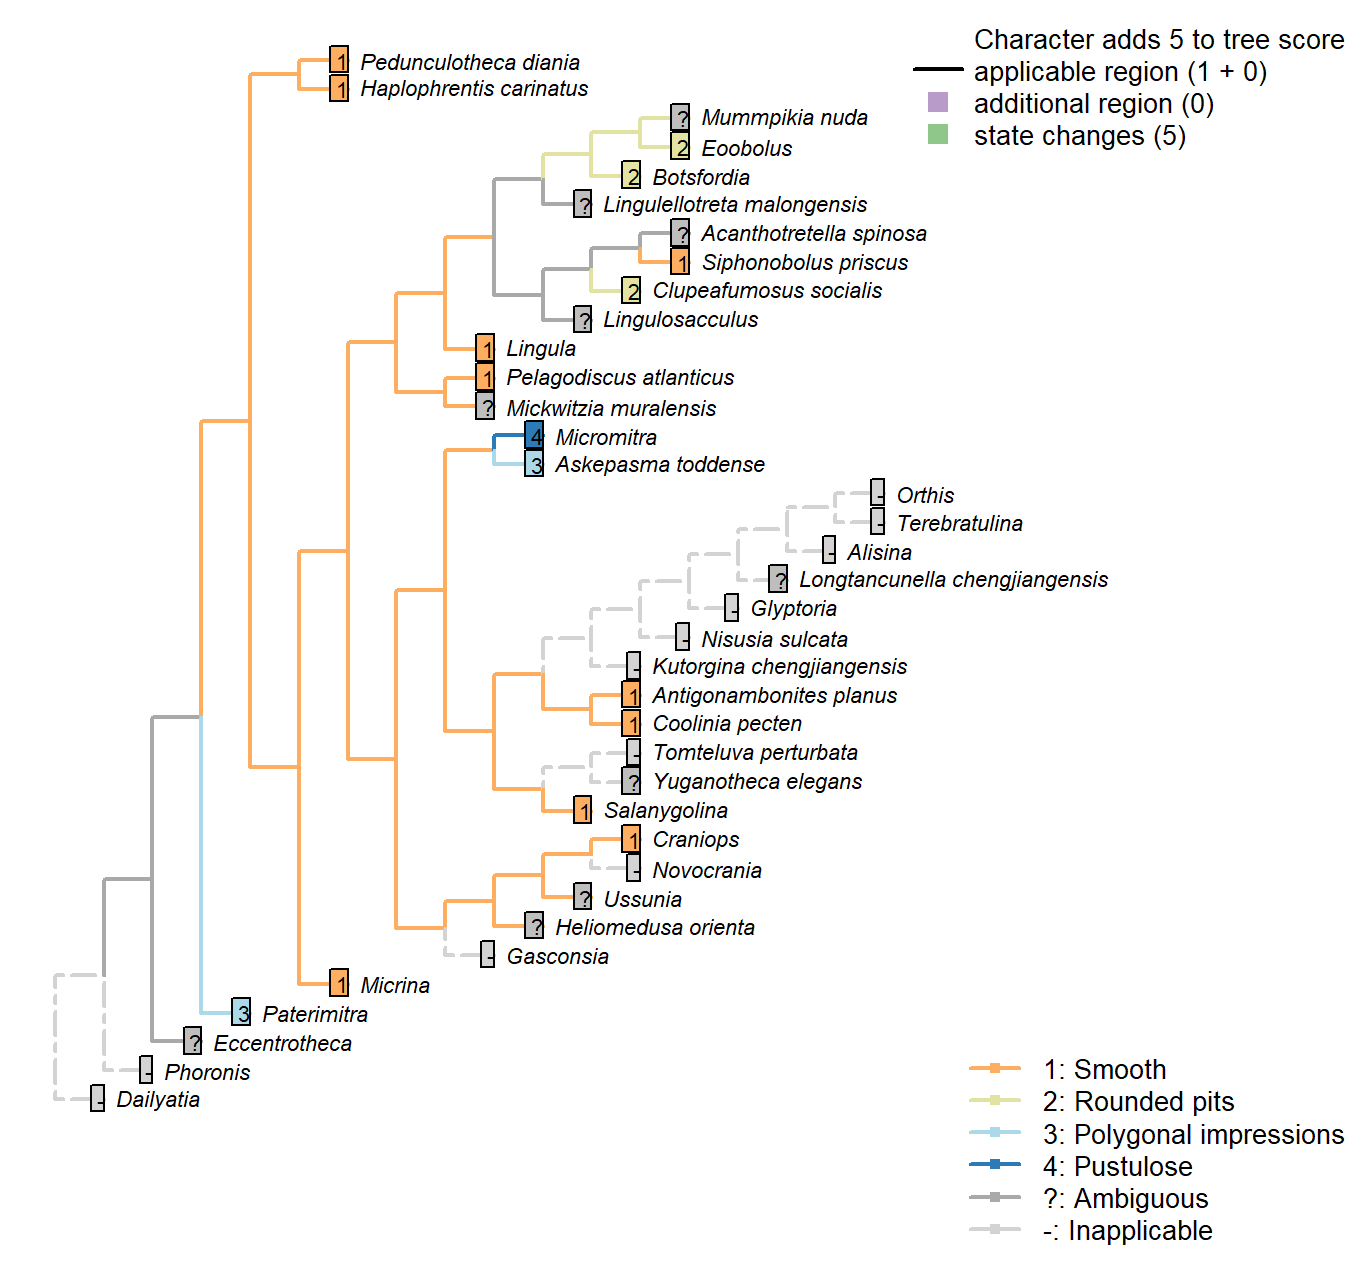 Character adds 5 to tree score
applicable region (1 + 0)
additional region (0)
state changes (5)
1 Pedunculotheca diania
1 Haplophrentis carinatus
? Mummpikia nuda
2 Eoobolus
2 Botsfordia
? Lingulellotreta malongensis
? Acanthotretella spinosa
1 Siphonobolus priscus
2 Clupeafumosus socialis
? Lingulosacculus
1 Lingula
1 Pelagodiscus atlanticus
? Mickwitzia muralensis
4 Micromitra
3 Askepasma toddense
- Orthis
- Terebratulina
- Alisina
? Longtancunella chengjiangensis
- Glyptoria
- Nisusia sulcata
- Kutorgina chengjiangensis
1 Antigonambonites planus
1 Coolinia pecten
- Tomteluva perturbata
? Yuganotheca elegans
1 Salanygolina
1 Craniops
- Novocrania
? Ussunia
? Heliomedusa orienta
- Gasconsia
1 Micrina
3 Paterimitra
? Eccentrotheca
- Phoronis
- Dailyatia
1: Smooth
2: Rounded pits
3: Polygonal impressions
4: Pustulose
?: Ambiguous
-: Inapplicable